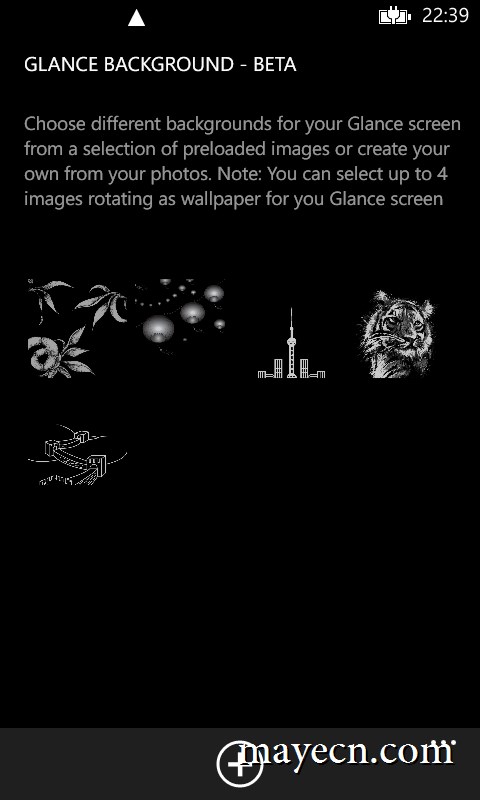 22:39
GLANCE BACKGROUND - BETA
Choose different backgrounds for your Glance screen
from a selection of preloaded images or create your
own from your photos. Note: You can select up to 4
images rotating as wallpaper for you Glance screen
mayecn.com